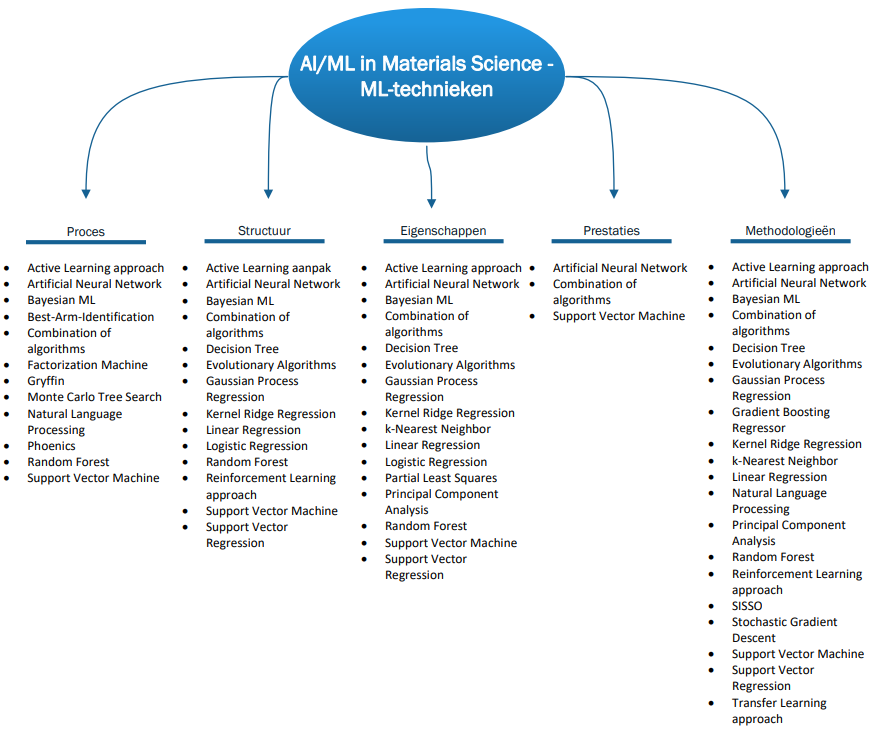 AI/ML in Materials Science -
ML-technieken
Proces
• Active Learning approach
• Artificial Neural Network
• Bayesian ML
• Best-Arm-Identification
• Combination of
algorithms
• Factorization Machine
• Gryffin
• Monte Carlo Tree Search
• Natural Language
Processing
• Phoenics
• Random Forest
• Support Vector Machine
Structuur
• Active Learning aanpak
• Artificial Neural Network
• Bayesian ML
• Combination of
algorithms
• Decision Tree
• Evolutionary Algorithms
• Gaussian Process
Regression
• Kernel Ridge Regression
• Linear Regression
• Logistic Regression
• Random Forest
• Reinforcement Learning
approach
• Support Vector Machine
• Support Vector
Regression
Eigenschappen
• Active Learning approach
• Artificial Neural Network
• Bayesian ML
• Combination of
algorithms
• Decision Tree
• Evolutionary Algorithms
• Gaussian Process
Regression
• Kernel Ridge Regression
• k-Nearest Neighbor
• Linear Regression
• Logistic Regression
• Partial Least Squares
• Principal Component
Analysis
• Random Forest
• Support Vector Machine
• Support Vector
Regression
Prestaties
• Artificial Neural Network
• Combination of
algorithms
• Support Vector Machine
Methodologieën
• Active Learning approach
• Artificial Neural Network
• Bayesian ML
• Combination of
algorithms
• Decision Tree
• Evolutionary Algorithms
• Gaussian Process
Regression
• Gradient Boosting
Regressor
• Kernel Ridge Regression
• k-Nearest Neighbor
• Linear Regression
• Natural Language
Processing
• Principal Component
Analysis
• Random Forest
• Reinforcement Learning
approach
• SISSO
• Stochastic Gradient
Descent
• Support Vector Machine
• Support Vector
Regression
• Transfer Learning
approach